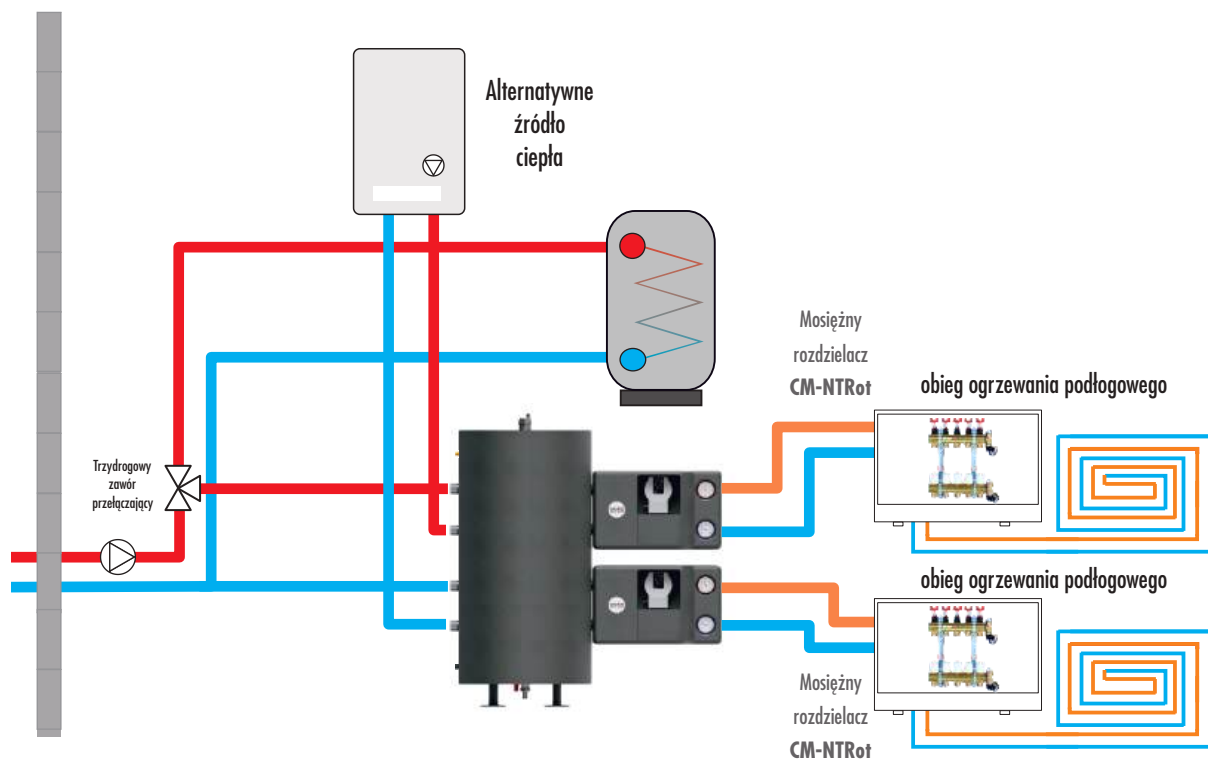 Alternatywne
źródło
ciepła
Mosiężny
rozdzielacz
CM-NTRot
obieg ogrzewania podłogowego
Trzydrogowy
zawór
przełączający
obieg ogrzewania podłogowego
Mosiężny
rozdzielacz
CM-NTRot